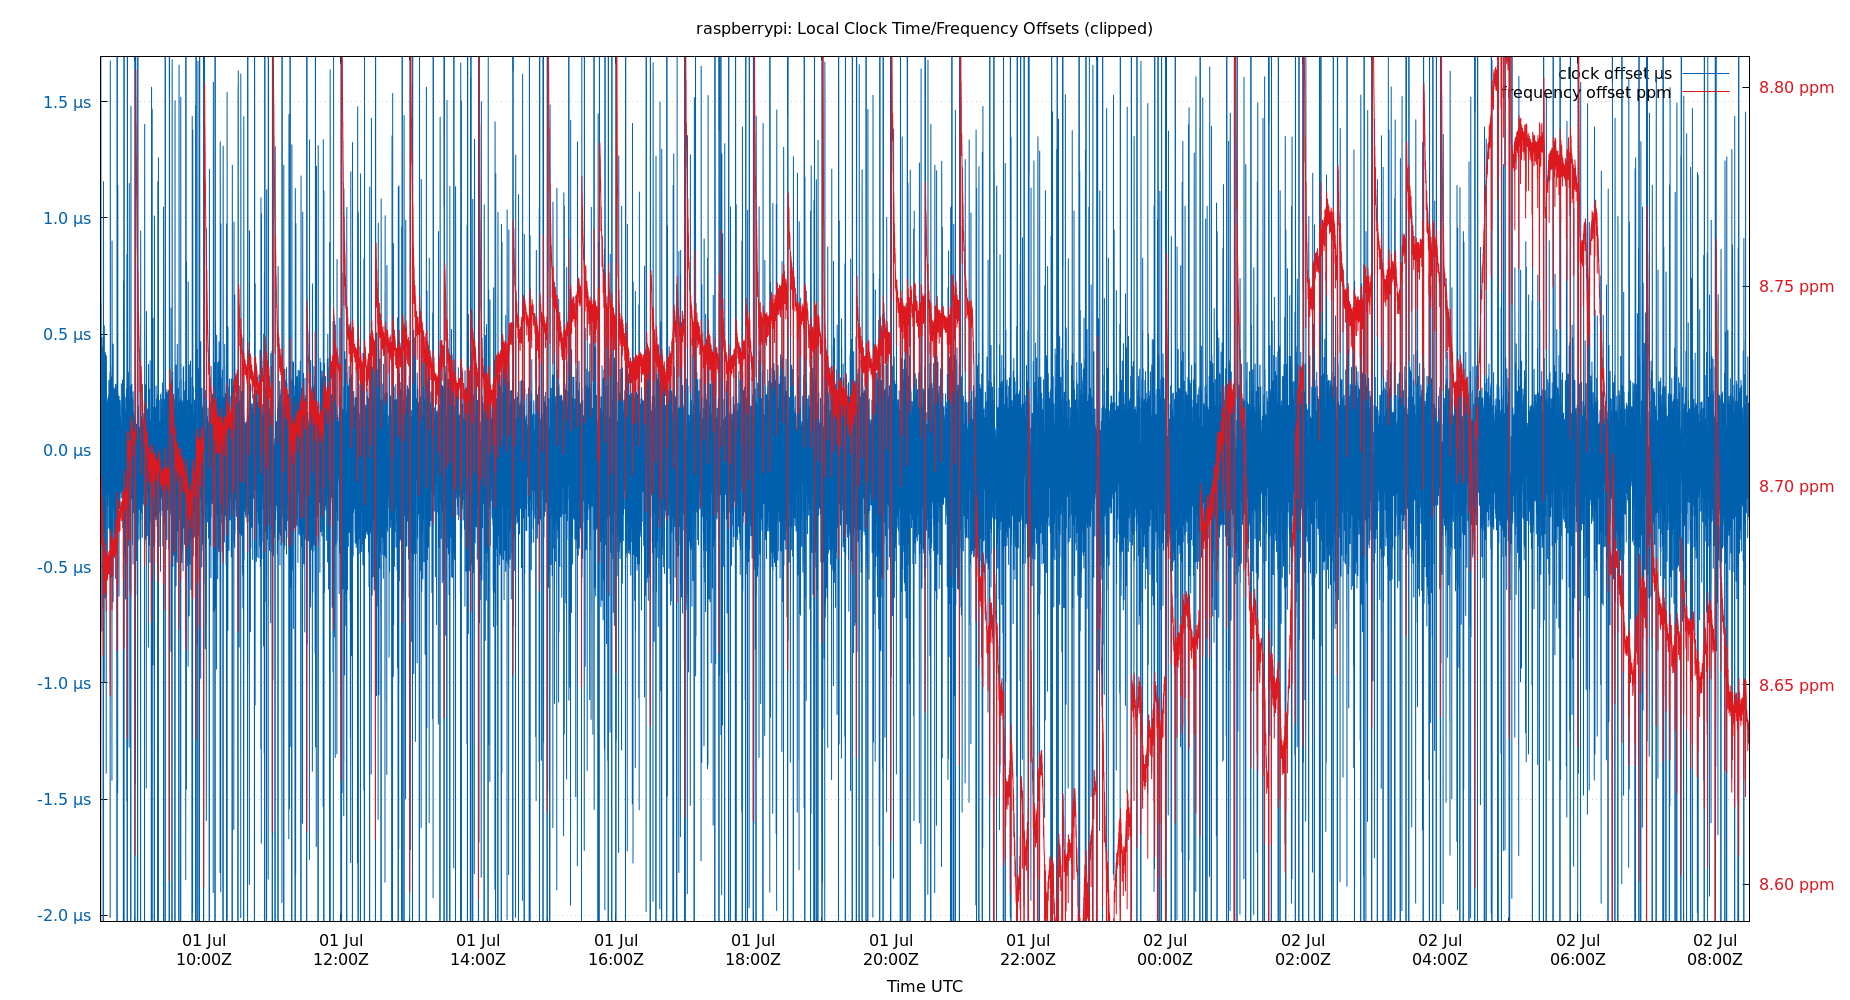 raspberrypi: Local Clock Time/Frequency Offsets (clipped)
clock offset µs
frequency offset ppm
1.5 µs
1.0 µs
0.5 µs
0.0 µs
-0.5 µs
-1.0 µs
-1.5 µs
-2.0 µs
8.80 ppm
8.75 ppm
8.70 ppm
8.65 ppm
8.60 ppm
01 Jul 01 Jul 01 Jul 01 Jul 01 Jul 01 Jul 01 Jul 02 Jul 02 Jul 02 Jul 02 Jul 02 Jul
10:00Z 12:00Z 14:00Z 16:00Z 18:00Z 20:00Z 22:00Z 00:00Z 02:00Z 04:00Z 06:00Z 08:00Z
Time UTC